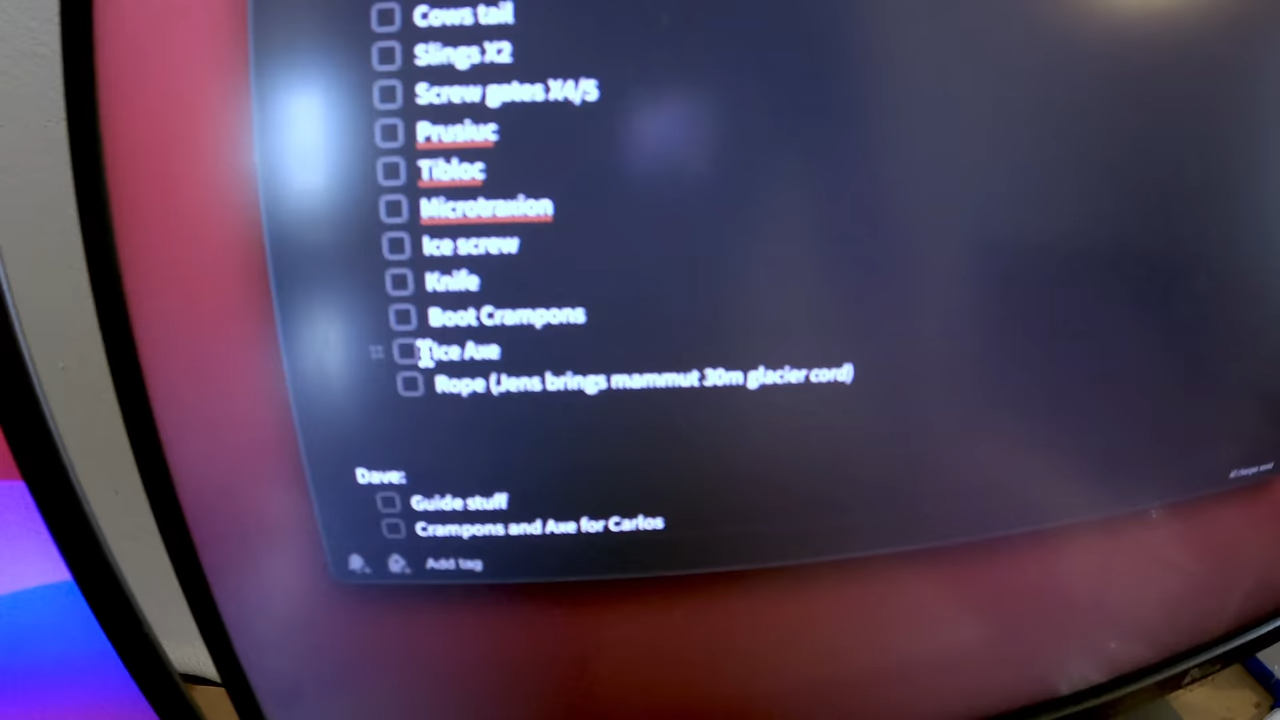 Cows tail
Slings X2
Screw gates X4/5
Prusiuc
Tibloc
Microtraxion
Ice screw
Knife
Boot Crampons
Ice Axe
Rope (Jens brings mammut 30m glacier cord)
Dave:
Guide stuff
Crampons and Axe for Carlos
Add tag